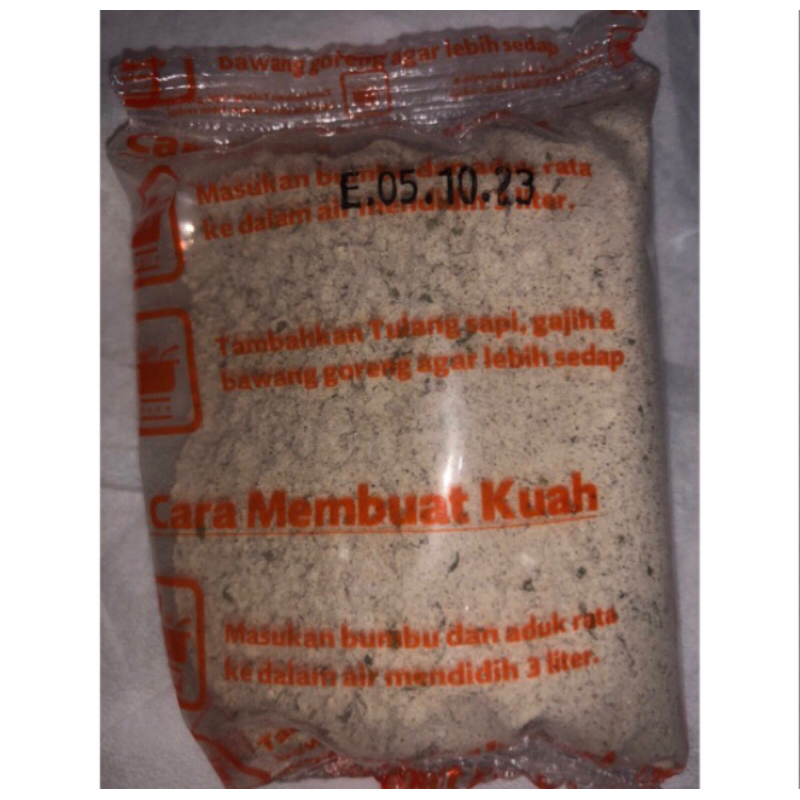 bawang goreng agar lebih sedap
Masukan bumbu dan aduk rata
E.05.10.23
ke dalam air mendidih 3 liter.
Tambahkan Tulang sapi, gajih &
bawang goreng agar lebih sedap
Cara Membuat Kuah
Masukan bumbu dan aduk rata
ke dalam air mendidih 3 liter.